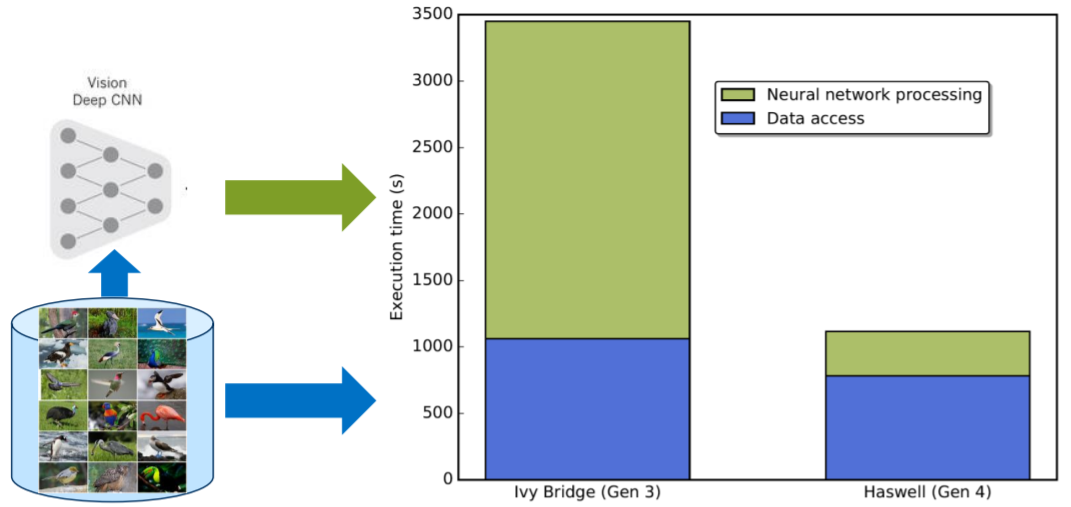 Vision
Deep CNN
Execution time (s)
3500
3000
2500
2000
1500
1000
500
0
Neural network processing
Data access
Ivy Bridge (Gen 3)
Haswell (Gen 4)